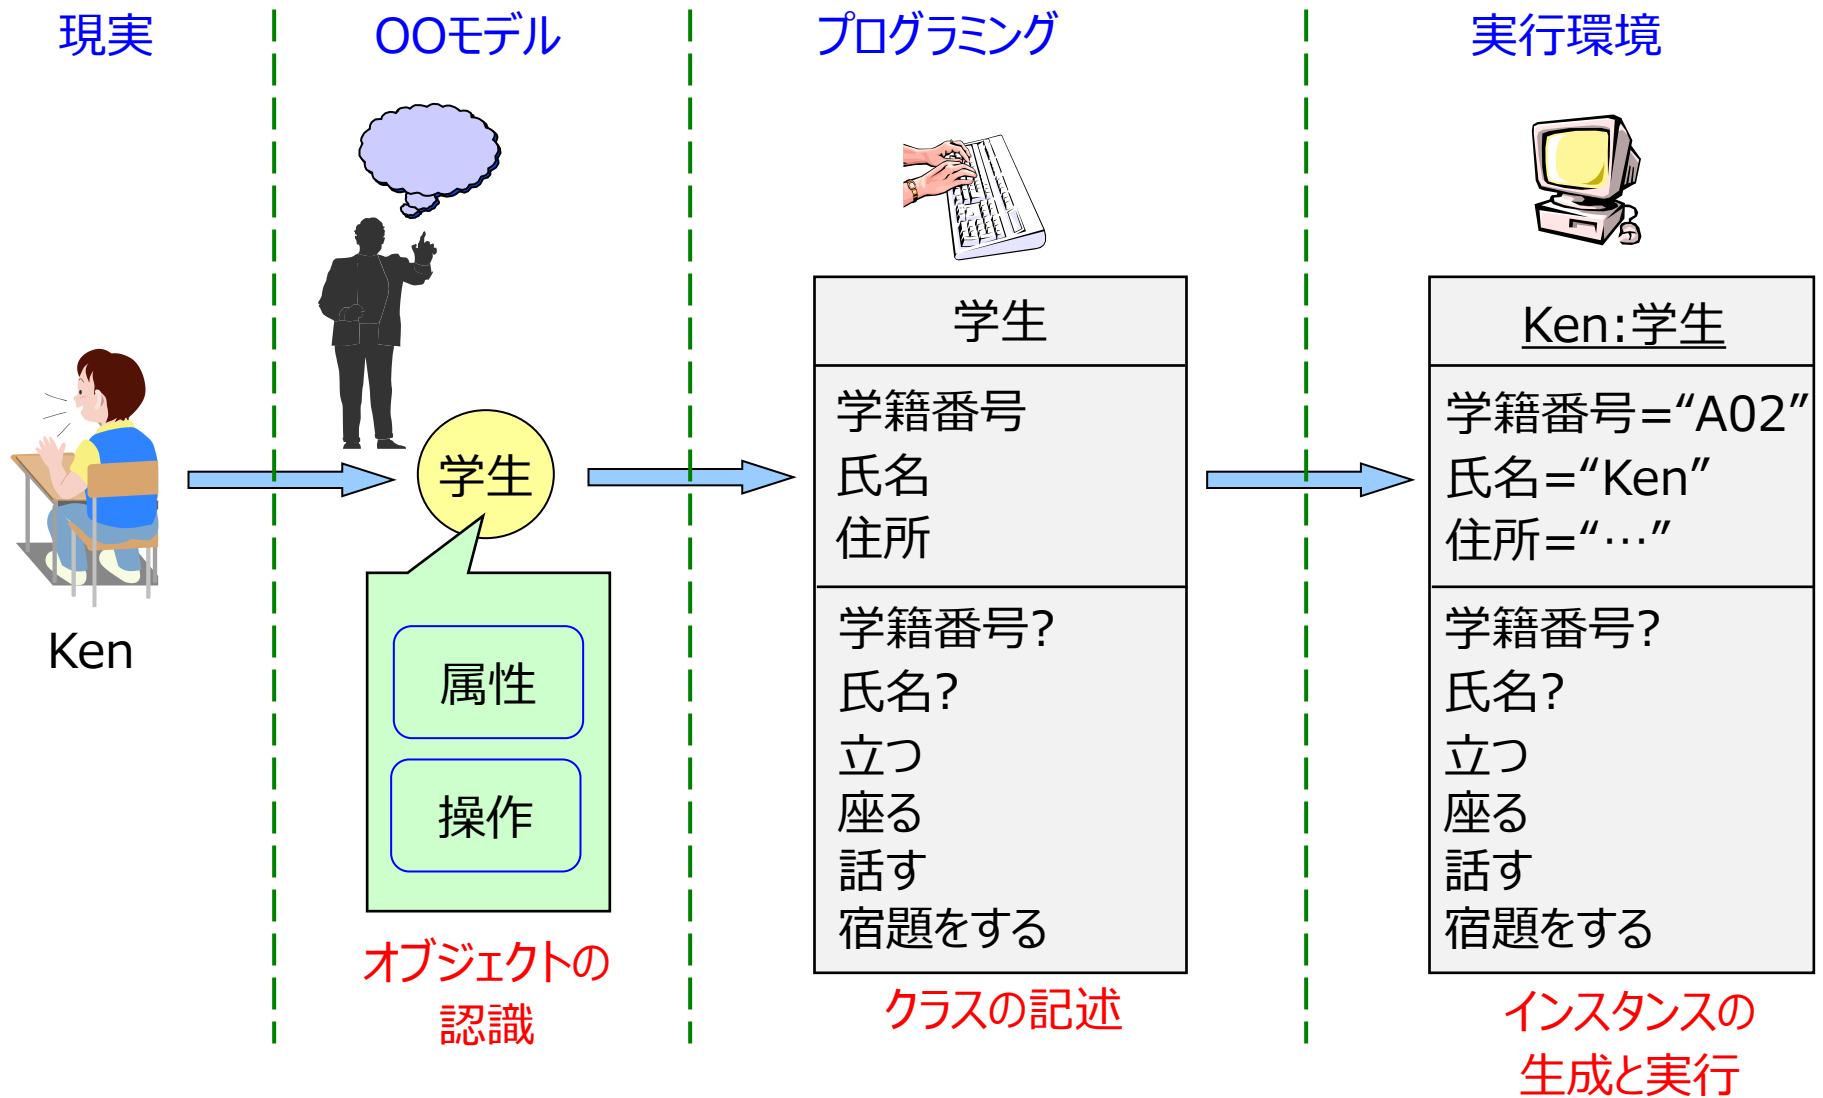 現実
OOモデル
プログラミング
実行環境
Ken
学生
属性
操作
オブジェクトの
認識
学生
学籍番号
氏名
住所
学籍番号?
氏名?
立つ
座る
話す
宿題をする
クラスの記述
Ken:学生
学籍番号=“A02”
氏名=“Ken”
住所=“…”
学籍番号?
氏名?
立つ
座る
話す
宿題をする
インスタンスの
生成と実行